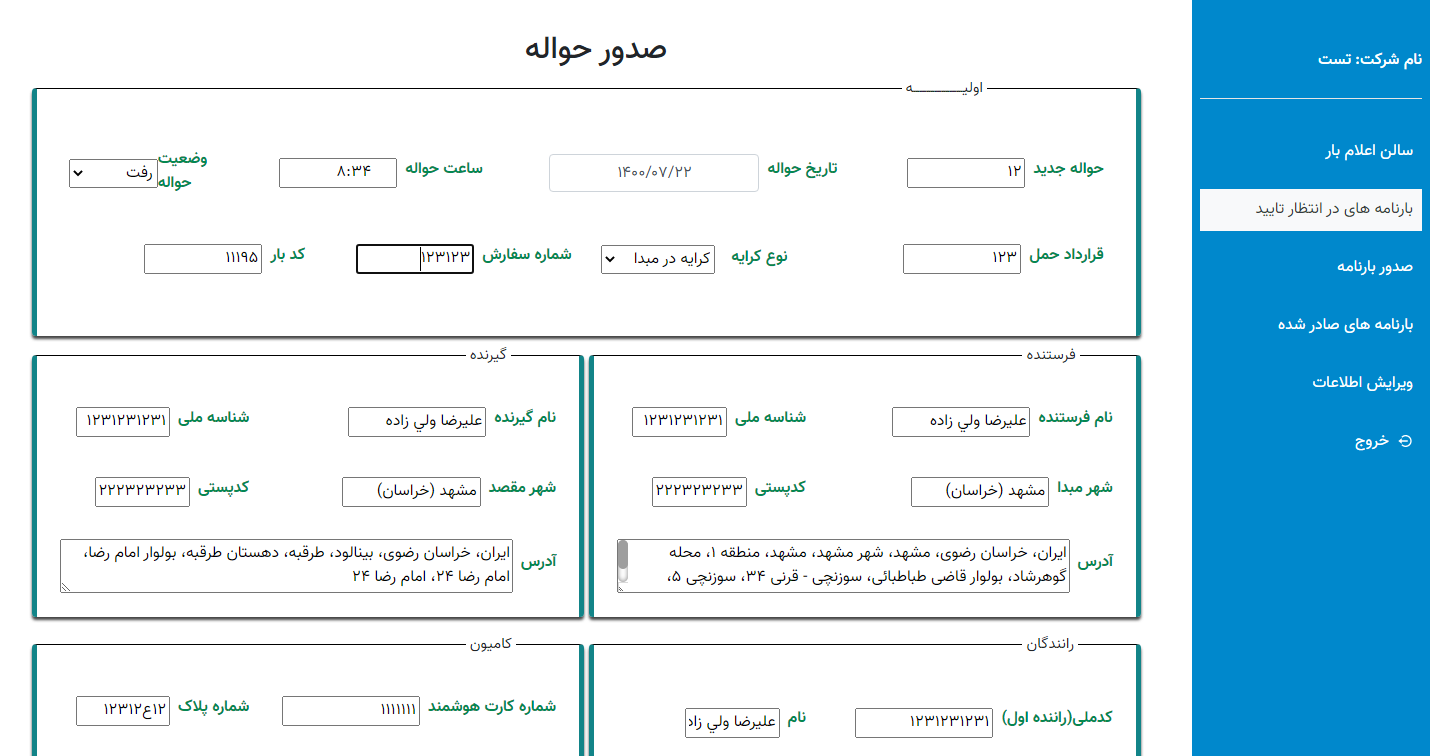 نام شرکت: تست
سالن اعلام بار
بارنامه های در انتظار تایید
صدور بارنامه
بارنامه های صادر شده
ویرایش اطلاعات
خروج
صدور حواله
اولیـــــــــــه
حواله جدید ۱۲ تاریخ حواله ۱۴۰۰/۰۷/۲۲ ساعت حواله ۸:۳۴ وضعیت حواله رفت
قرارداد حمل ۱۲۳ نوع کرایه کرایه در مبدا شماره سفارش ۱۲۳۱۲۳ کد بار ۱۱۱۹۵
فرستنده
نام فرستنده علیرضا ولي زاده شناسه ملی ۱۲۳۱۲۳۱۲۳۱
شهر مبدا مشهد (خراسان) کدپستی ۲۲۲۳۲۳۲۳۳
آدرس ایران، خراسان رضوی، مشهد، شهر مشهد، مشهد، منطقه ۱، محله
گوهرشاد، بولوار قاضی طباطبائی، سوزنچی - قرنی ۳۴، سوزنچی ۵،
گیرنده
نام گیرنده علیرضا ولي زاده شناسه ملی ۱۲۳۱۲۳۱۲۳۱
شهر مقصد مشهد (خراسان) کدپستی ۲۲۲۳۲۳۲۳۳
آدرس ایران، خراسان رضوی، بینالود، طرقبه، دهستان طرقبه، بولوار امام رضا،
امام رضا ۲۴، امام رضا ۲۴
رانندگان
کدملی(راننده اول) ۱۲۳۱۲۳۱۲۳۱ نام علیرضا ولي زاد
کامیون
شماره کارت هوشمند ۱۱۱۱۱۱۱ شماره پلاک ۱۲ع۱۲۳۱۲